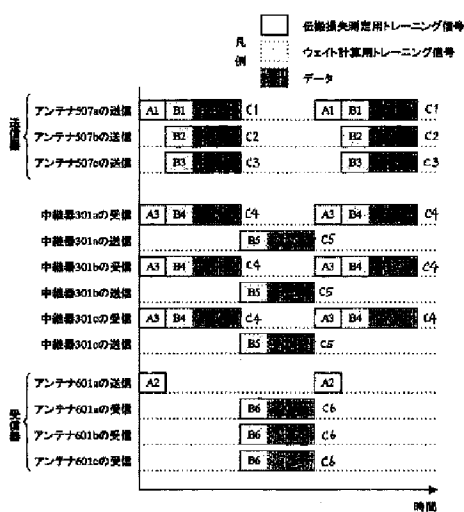 凡例
伝搬損失測定用トレーニング信号
ウェイト計算用トレーニング信号
データ
送信器
アンテナ507aの送信 A1 B1 C1 A1 B1 C1
アンテナ507bの送信 B2 C2 B2 C2
アンテナ507cの送信 B3 C3 B3 C3
中継器301aの受信 A3 B4 C4 A3 B4 C4
中継器301aの送信 B5 C5
中継器301bの受信 A3 B4 C4 A3 B4 C4
中継器301bの送信 B5 C5
中継器301cの受信 A3 B4 C4 A3 B4 C4
中継器301cの送信 B5 C5
受信器
アンテナ601aの送信 A2 A2
アンテナ601aの受信 B6 C6
アンテナ601bの受信 B6 C6
アンテナ601cの受信 B6 C6
時間